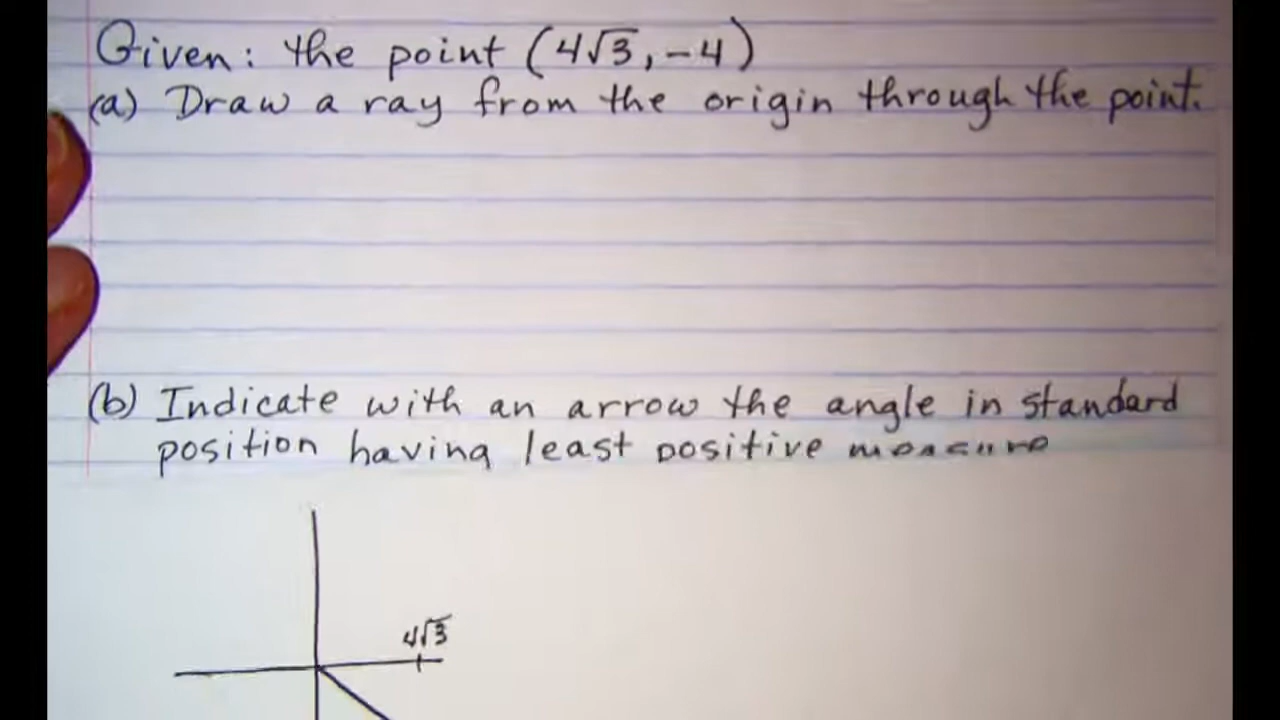 Given: the point (4√3, -4)
(a) Draw a ray from the origin through the point.
(b) Indicate with an arrow the angle in standard
position having least positive measure
4√3